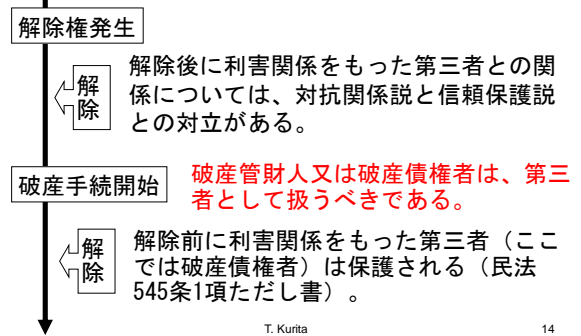 解除権発生
解除
解除後に利害関係をもった第三者との関
係については、対抗関係説と信頼保護説
との対立がある。
破産手続開始
破産管財人又は破産債権者は、第三
者として扱うべきである。
解除
解除前に利害関係をもった第三者（ここ
では破産債権者）は保護される（民法
545条1項ただし書）。
T. Kurita
14